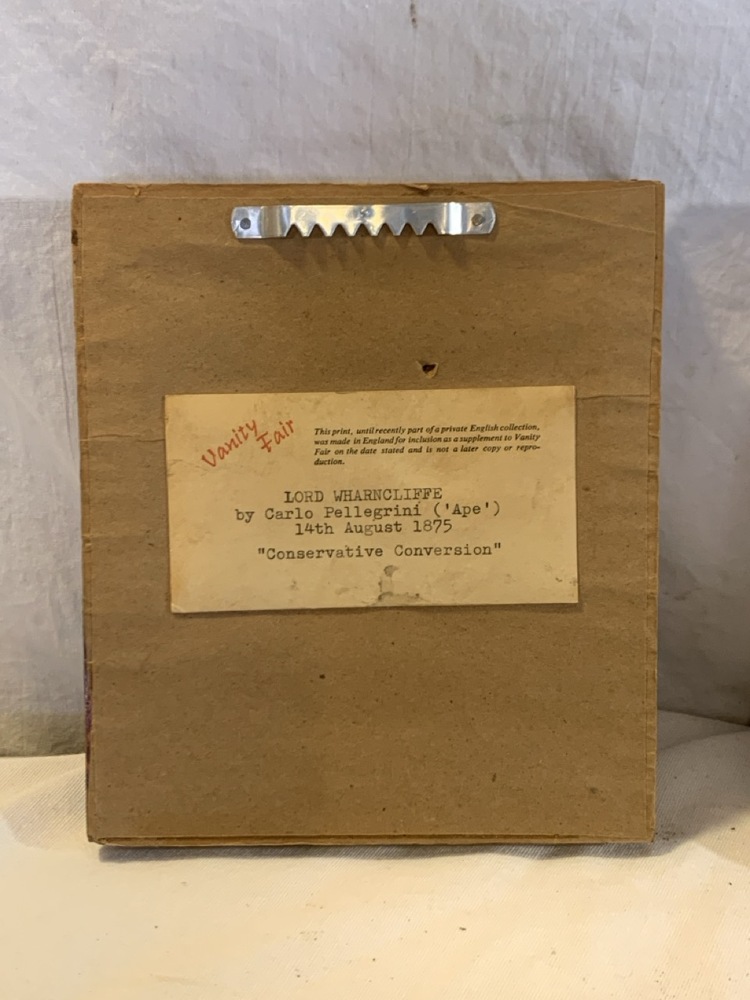 Vanity Fair
This print, until recently part of a private English collection,
was made in England for inclusion as a supplement to Vanity
Fair on the date stated and is not a later copy or repro-
duction.
LORD WHARNCLIFFE
by Carlo Pellegrini ('Ape')
14th August 1875
"Conservative Conversion"